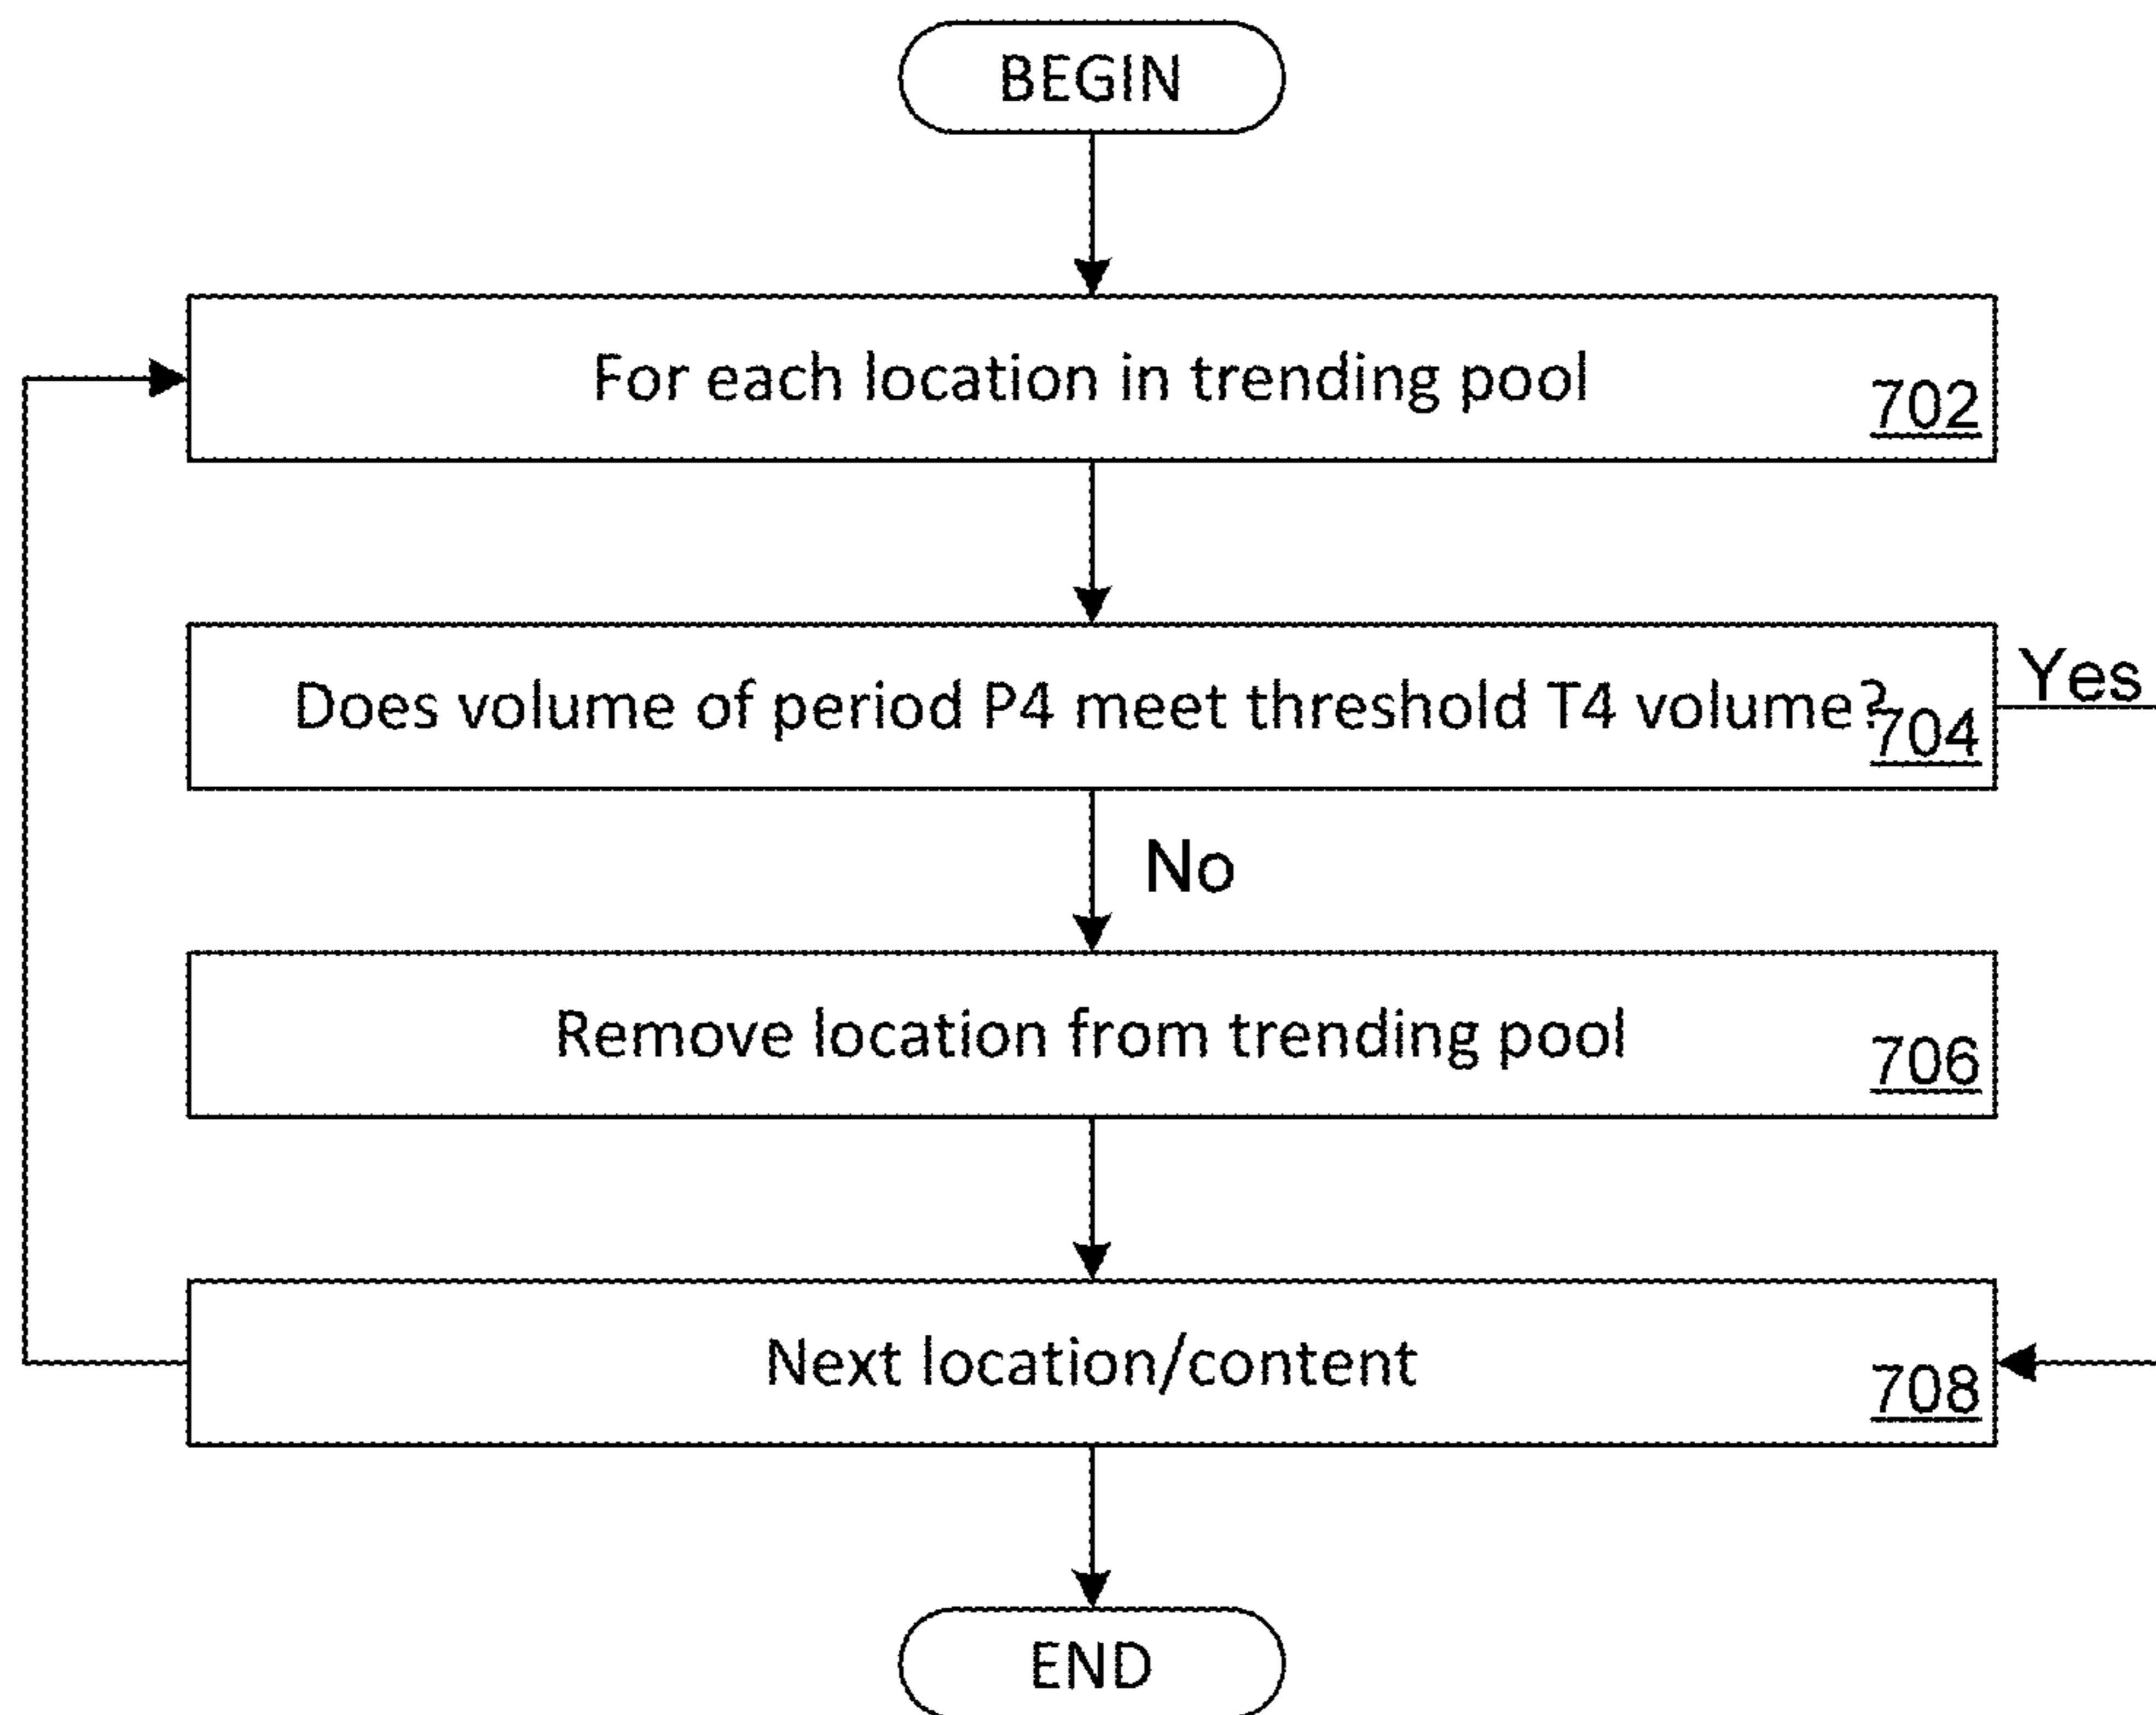 BEGIN
For each location in trending pool
702
Does volume of period P4 meet threshold T4 volume?
704
Yes
No
Remove location from trending pool
706
Next location/content
708
END